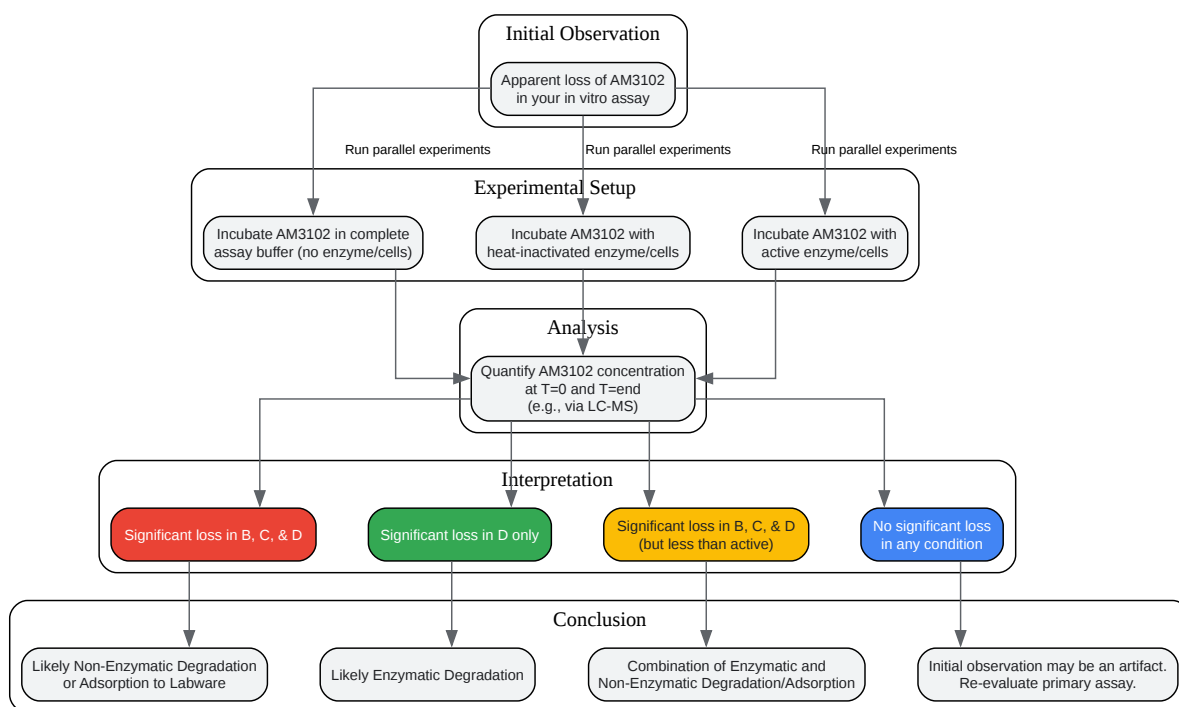 Initial Observation
Apparent loss of AM3102
in your in vitro assay
Run parallel experiments
Run parallel experiments
Run parallel experiments
Experimental Setup
Incubate AM3102 in complete
assay buffer (no enzyme/cells)
Incubate AM3102 with
heat-inactivated enzyme/cells
Incubate AM3102 with
active enzyme/cells
Analysis
Quantify AM3102 concentration
at T=0 and T=end
(e.g., via LC-MS)
Interpretation
Significant loss in B, C, & D
Significant loss in D only
Significant loss in B, C, & D
(but less than active)
No significant loss
in any condition
Conclusion
Likely Non-Enzymatic Degradation
or Adsorption to Labware
Likely Enzymatic Degradation
Combination of Enzymatic and
Non-Enzymatic Degradation/Adsorption
Initial observation may be an artifact.
Re-evaluate primary assay.